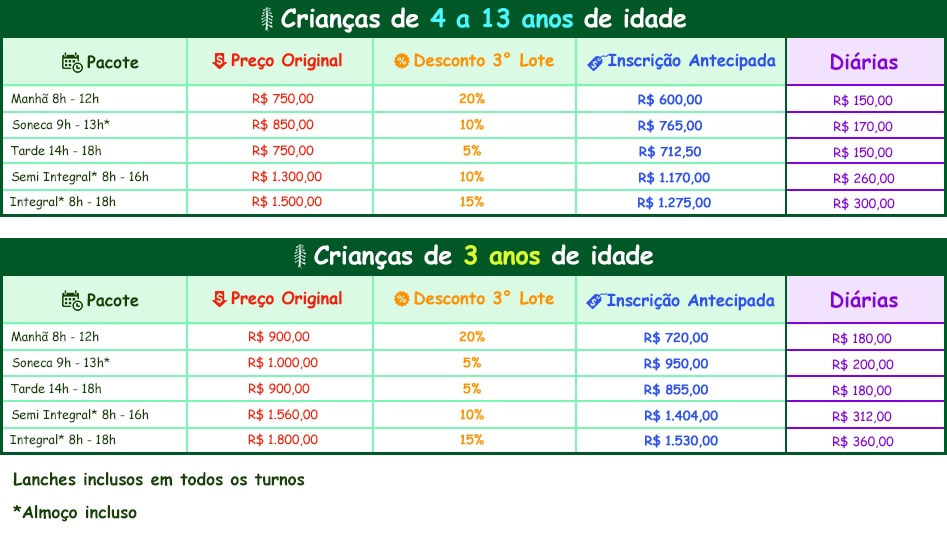 Crianças de 4 a 13 anos de idade
Pacote Preço Original Desconto 3° Lote Inscrição Antecipada Diárias
Manhã 8h - 12h R$ 750,00 20% R$ 600,00 R$ 150,00
Soneca 9h - 13h* R$ 850,00 10% R$ 765,00 R$ 170,00
Tarde 14h - 18h R$ 750,00 5% R$ 712,50 R$ 150,00
Semi Integral* 8h - 16h R$ 1.300,00 10% R$ 1.170,00 R$ 260,00
Integral* 8h - 18h R$ 1.500,00 15% R$ 1.275,00 R$ 300,00
Crianças de 3 anos de idade
Pacote Preço Original Desconto 3° Lote Inscrição Antecipada Diárias
Manhã 8h - 12h R$ 900,00 20% R$ 720,00 R$ 180,00
Soneca 9h - 13h* R$ 1.000,00 5% R$ 950,00 R$ 200,00
Tarde 14h - 18h R$ 900,00 5% R$ 855,00 R$ 180,00
Semi Integral* 8h - 16h R$ 1.560,00 10% R$ 1.404,00 R$ 312,00
Integral* 8h - 18h R$ 1.800,00 15% R$ 1.530,00 R$ 360,00
Lanches inclusos em todos os turnos
*Almoço incluso